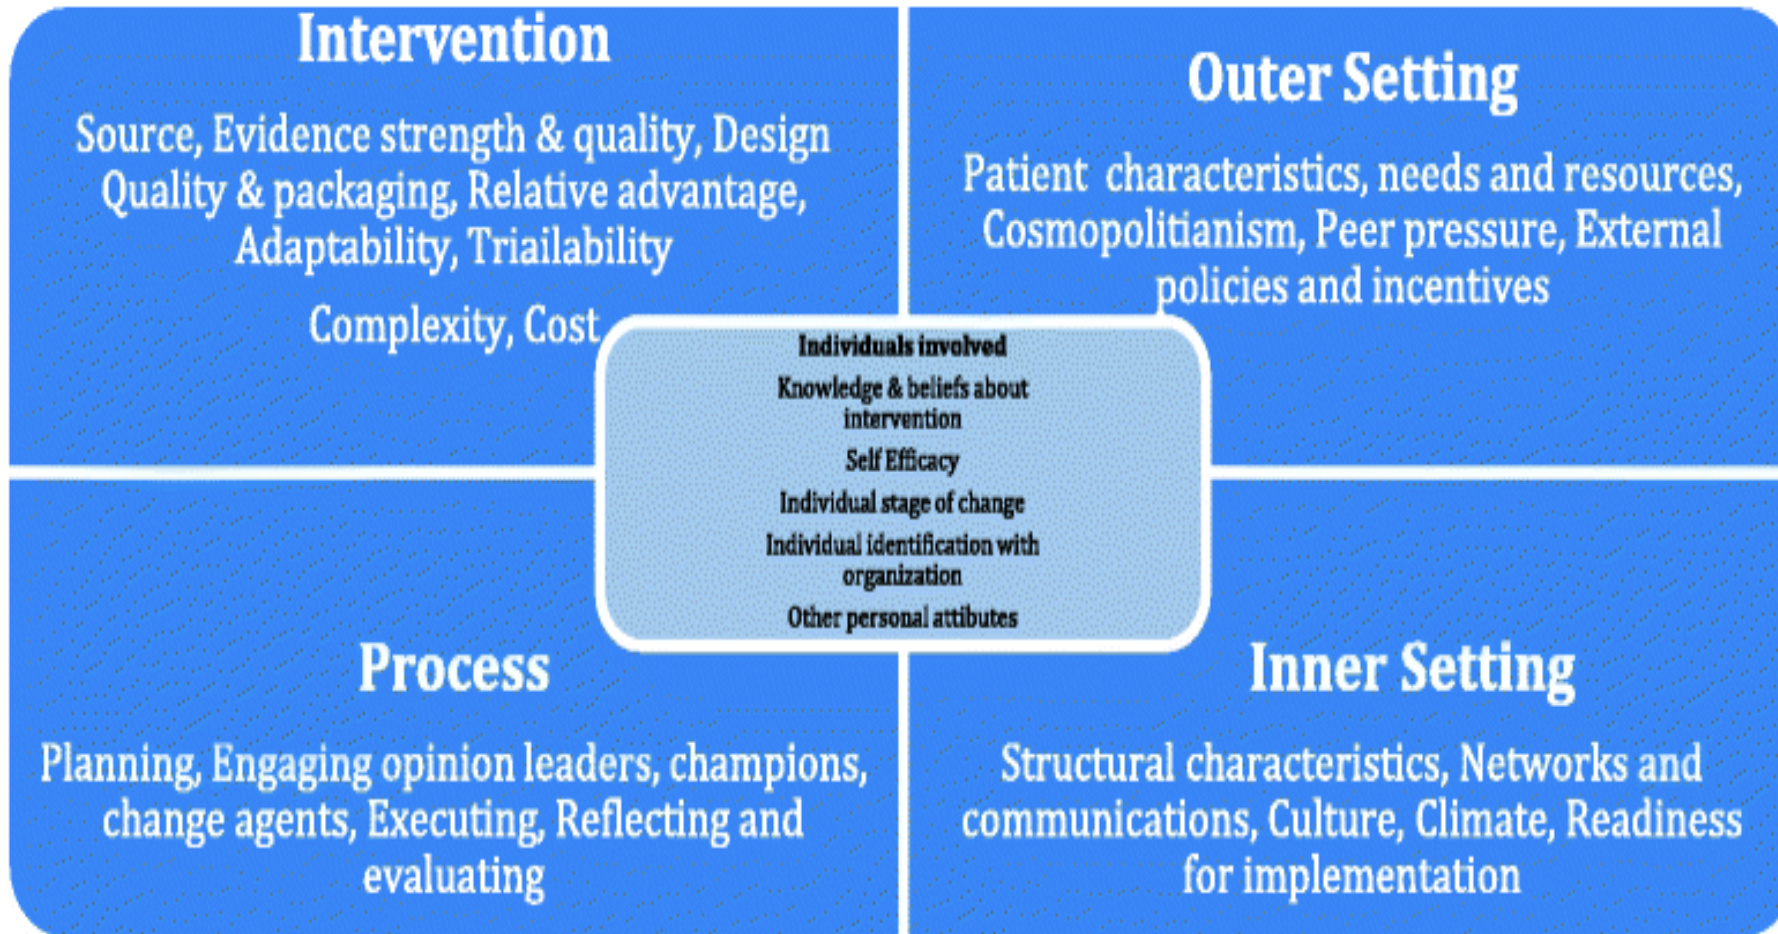 Intervention
Source, Evidence strength & quality, Design
Quality & packaging, Relative advantage,
Adaptability, Triailability
Complexity, Cost
Outer Setting
Patient characteristics, needs and resources,
Cosmopolitianism, Peer pressure, External
policies and incentives
Individuals involved
Knowledge & beliefs about
intervention
Self Efficacy
Individual stage of change
Individual identification with
organization
Other personal attibutes
Process
Planning, Engaging opinion leaders, champions,
change agents, Executing, Reflecting and
evaluating
Inner Setting
Structural characteristics, Networks and
communications, Culture, Climate, Readiness
for implementation